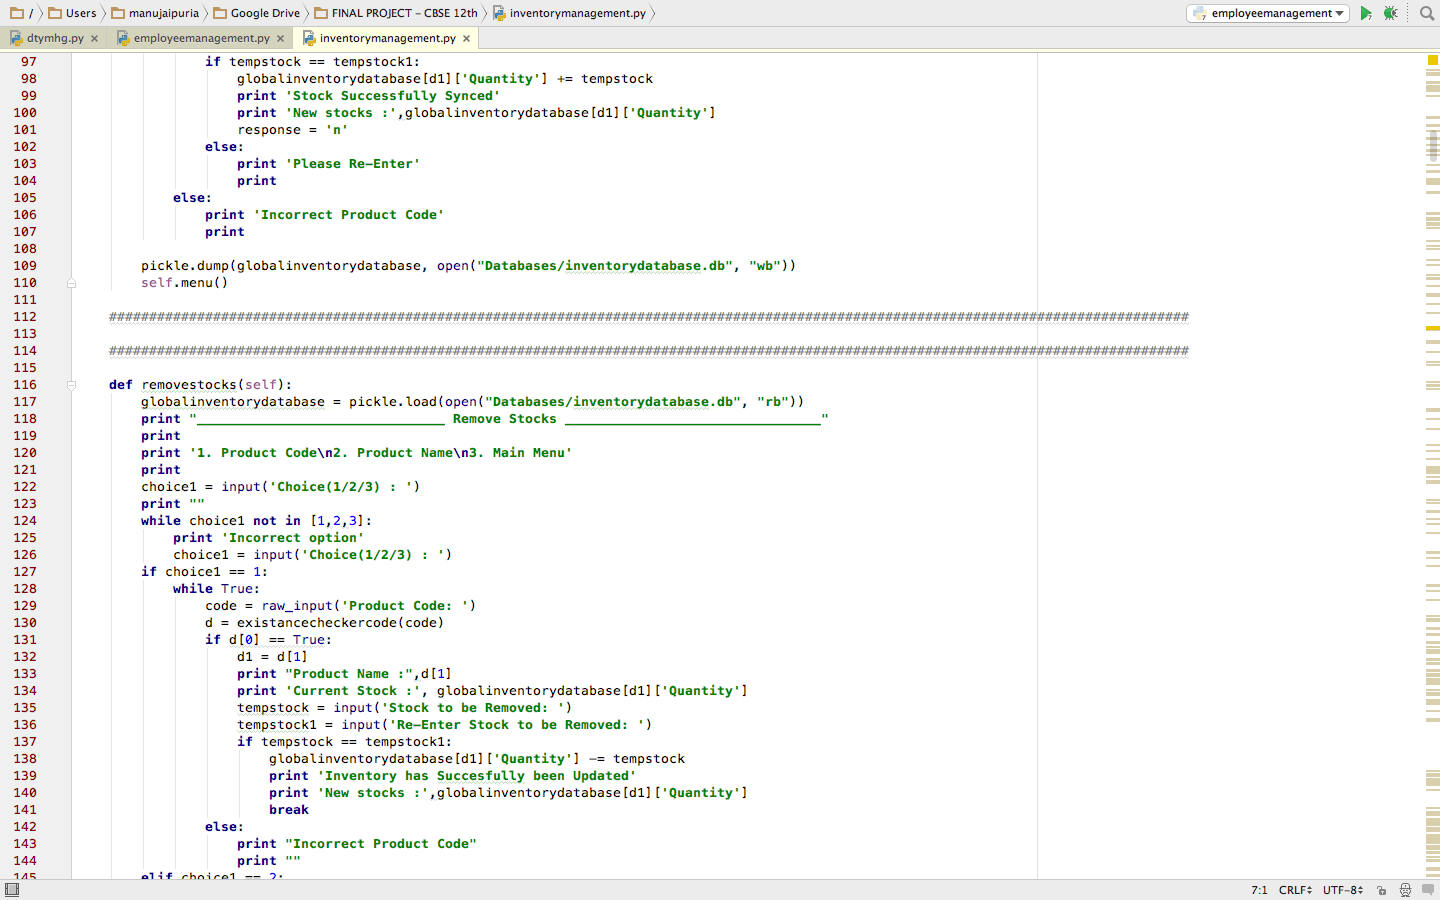 / Users manujaipuria Google Drive FINAL PROJECT – CBSE 12th inventorymanagement.py employeemanagement
dtymhg.py × employeemanagement.py × inventorymanagement.py ×
97 if tempstock == tempstock1:
98 globalinventorydatabase[d1]['Quantity'] += tempstock
99 print 'Stock Successfully Synced'
100 print 'New stocks :',globalinventorydatabase[d1]['Quantity']
101 response = 'n'
102 else:
103 print 'Please Re-Enter'
104 print
105 else:
106 print 'Incorrect Product Code'
107 print
108
109 pickle.dump(globalinventorydatabase, open("Databases/inventorydatabase.db", "wb"))
110 self.menu()
111
112 #######################################################################################################################################
113
114 #######################################################################################################################################
115
116 def removestocks(self):
117 globalinventorydatabase = pickle.load(open("Databases/inventorydatabase.db", "rb"))
118 print "_______________________________ Remove Stocks ________________________________"
119 print
120 print '1. Product Code\n2. Product Name\n3. Main Menu'
121 print
122 choice1 = input('Choice(1/2/3) : ')
123 print ""
124 while choice1 not in [1,2,3]:
125 print 'Incorrect option'
126 choice1 = input('Choice(1/2/3) : ')
127 if choice1 == 1:
128 while True:
129 code = raw_input('Product Code: ')
130 d = existancecheckercode(code)
131 if d[0] == True:
132 d1 = d[1]
133 print "Product Name :",d[1]
134 print 'Current Stock :', globalinventorydatabase[d1]['Quantity']
135 tempstock = input('Stock to be Removed: ')
136 tempstock1 = input('Re-Enter Stock to be Removed: ')
137 if tempstock == tempstock1:
138 globalinventorydatabase[d1]['Quantity'] -= tempstock
139 print 'Inventory has Succesfully been Updated'
140 print 'New stocks :',globalinventorydatabase[d1]['Quantity']
141 break
142 else:
143 print "Incorrect Product Code"
144 print ""
145 elif choice1 == 2:
7:1 CRLF UTF-8